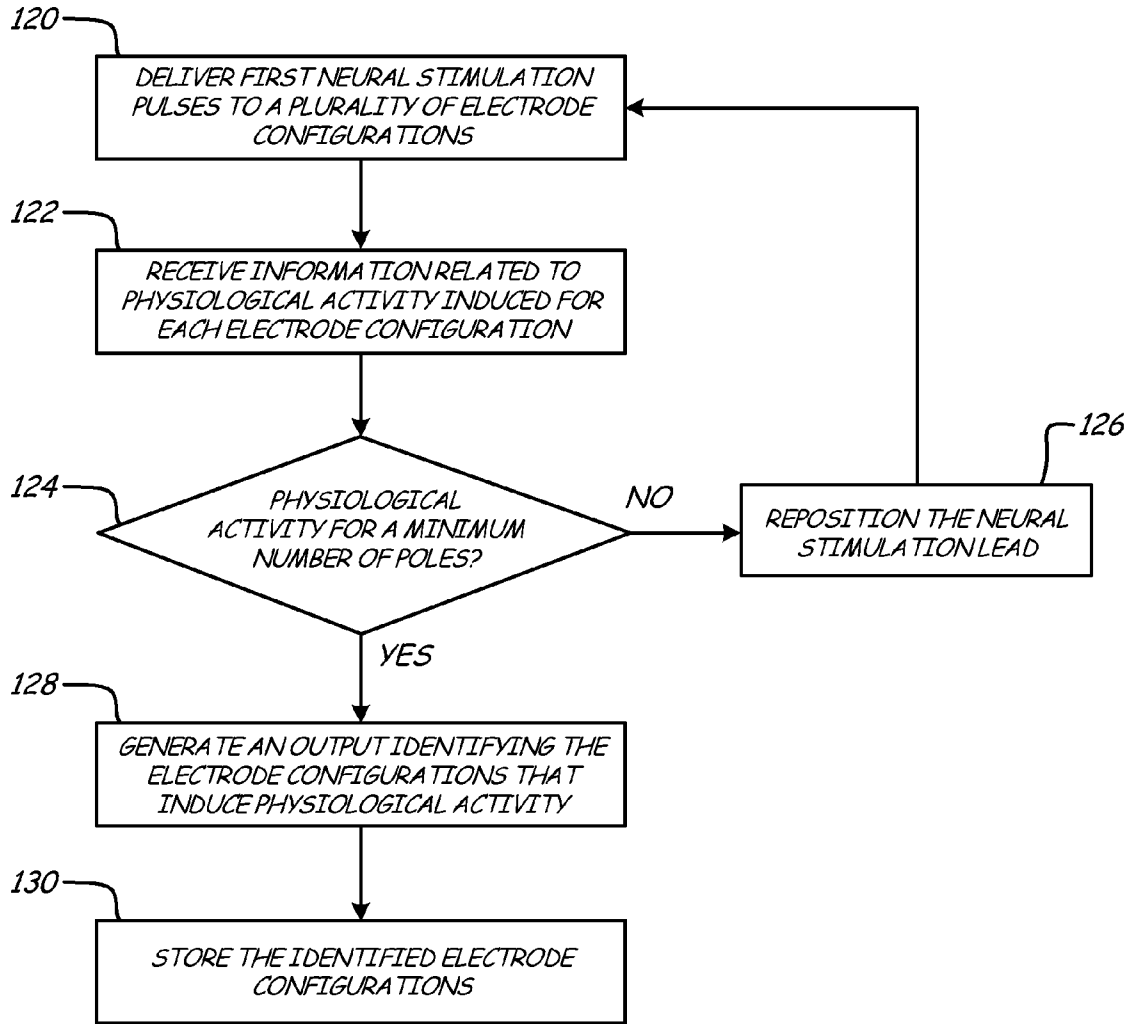 120
DELIVER FIRST NEURAL STIMULATION
PULSES TO A PLURALITY OF ELECTRODE
CONFIGURATIONS
122
RECEIVE INFORMATION RELATED TO
PHYSIOLOGICAL ACTIVITY INDUCED FOR
EACH ELECTRODE CONFIGURATION
124
PHYSIOLOGICAL
ACTIVITY FOR A MINIMUM
NUMBER OF POLES?
NO
126
REPOSITION THE NEURAL
STIMULATION LEAD
YES
128
GENERATE AN OUTPUT IDENTIFYING THE
ELECTRODE CONFIGURATIONS THAT
INDUCE PHYSIOLOGICAL ACTIVITY
130
STORE THE IDENTIFIED ELECTRODE
CONFIGURATIONS